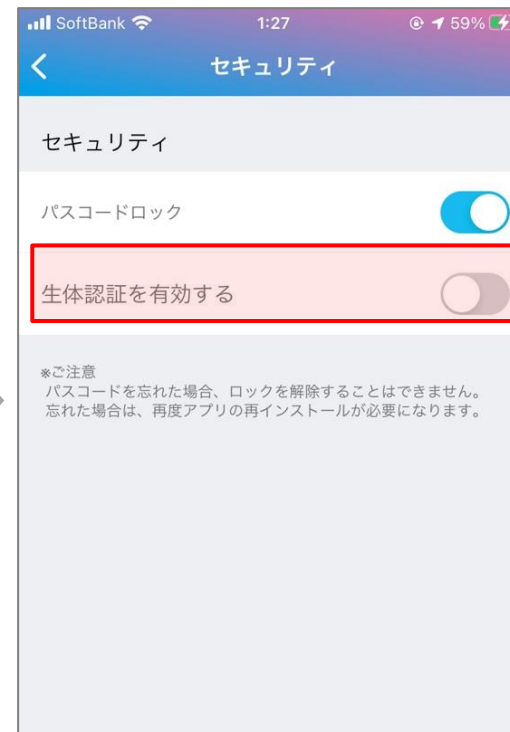 SoftBank 1:27 59%
セキュリティ
セキュリティ
パスコードロック
生体認証を有効する
※ご注意
パスコードを忘れた場合、ロックを解除することはできません。
忘れた場合は、再度アプリの再インストールが必要になります。